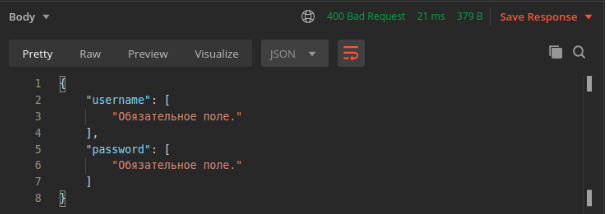 Body 400 Bad Request 21 ms 379 B Save Response
Pretty Raw Preview Visualize JSON
1 {
2 "username": [
3 "Обязательное поле."
4 ],
5 "password": [
6 "Обязательное поле."
7 ]
8 }